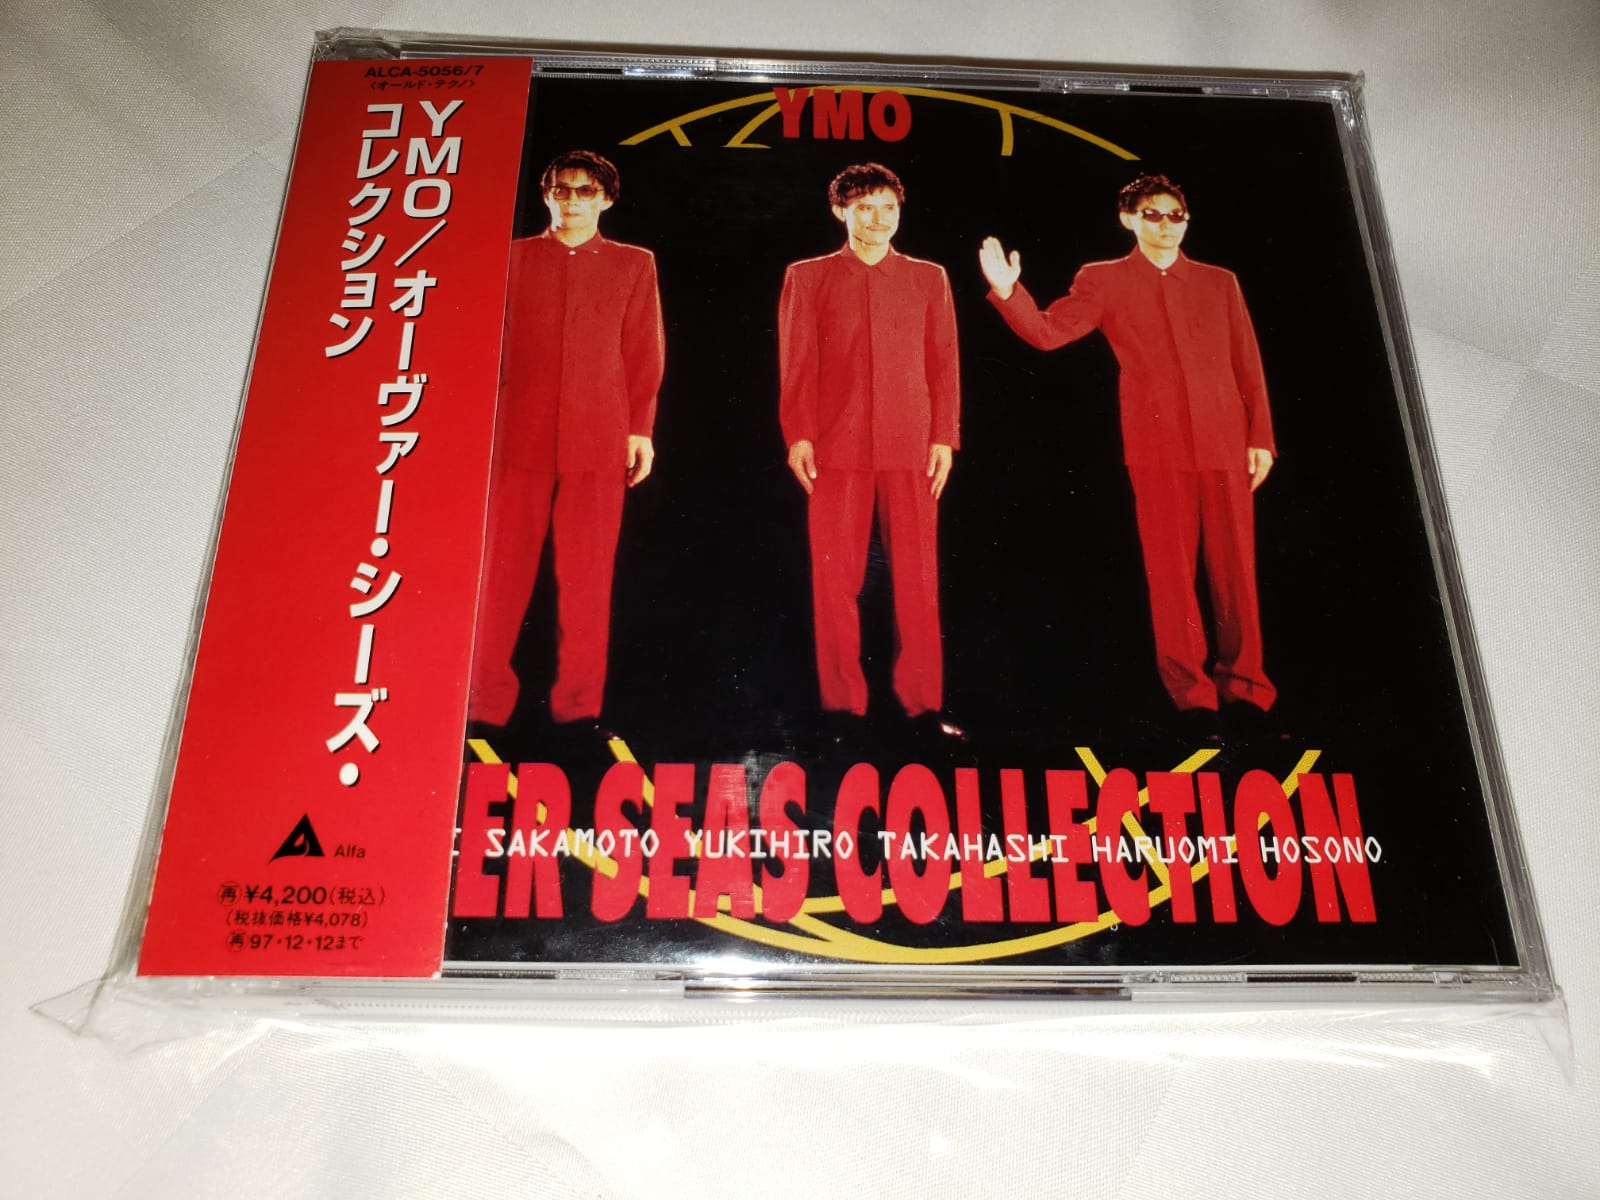 ALCA-5056/7
〈オールド・テクノ〉
YMO/オーヴァー・シーズ・
コレクション
Alfa
再¥4,200(税込)
(税抜価格¥4,078)
再97・12・12まで
YMO
ER SEAS COLLECTION
I SAKAMOTO YUKIHIRO TAKAHASHI HARUOMI HOSONO